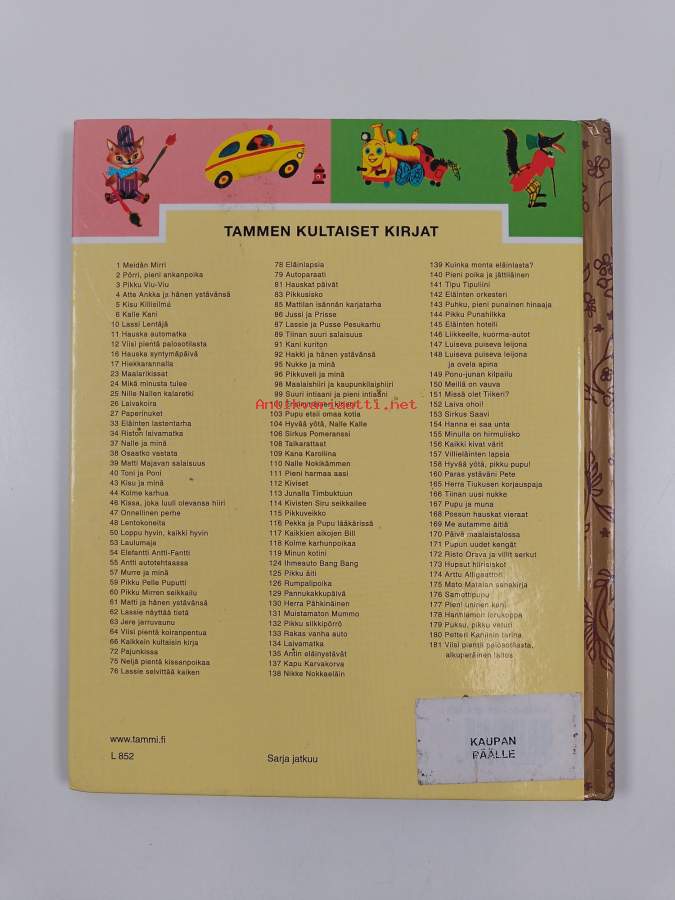 TAMMEN KULTAISET KIRJAT
1 Meidän Mirri
2 Pörri, pieni ankanpoika
3 Pikku Viu-Viu
4 Atte Ankka ja hänen ystävänsä
5 Kisu Killisilmä
6 Kalle Kani
10 Lassi Lentäjä
11 Hauska automatka
12 Viisi pientä palosotilasta
16 Hauska syntymäpäivä
17 Hiekkarannalla
23 Maalarikissat
24 Mikä minusta tulee
25 Nille Nallen kalaretki
26 Laivakoira
27 Paperinuket
33 Eläinten lastentarha
34 Riston laivamatka
37 Nalle ja minä
38 Osaatko vastata
39 Matti Majavan salaisuus
40 Toni ja Poni
43 Kisu ja minä
44 Kolme karhua
46 Kissa, joka luuli olevansa hiiri
47 Onnellinen perhe
48 Lentokoneita
50 Loppu hyvin, kaikki hyvin
53 Laulumaja
54 Elefantti Antti-Fantti
55 Antti autotehtaassa
57 Murre ja minä
59 Pikku Pelle Puputti
60 Pikku Mirren seikkailu
61 Matti ja hänen ystävänsä
62 Lassie näyttää tietä
63 Jere jarruvaunu
64 Viisi pientä koiranpentua
66 Kaikkein kultaisin kirja
72 Pajunkissa
75 Neljä pientä kissanpoikaa
76 Lassie selvittää kaiken
78 Eläinlapsia
79 Autoparaati
81 Hauskat päivät
83 Pikkusisko
85 Mattilan isännän karjatarha
86 Jussi ja Prisse
87 Lassie ja Pusse Pesukarhu
89 Tiinan suuri salaisuus
91 Kani kuriton
92 Hakki ja hänen ystävänsä
95 Nukke ja minä
96 Pikkuveli ja minä
98 Maalaishiiri ja kaupunkilaishiiri
99 Suuri intiaani ja pieni intiaani
103 Pupu etsii omaa kotia
104 Hyvää yötä, Nalle Kalle
106 Sirkus Pomeranssi
108 Taikarattaat
109 Kana Karoliina
110 Nalle Nokikämmen
111 Pieni harmaa aasi
112 Kiviset
113 Junalla Timbuktuun
114 Kivisten Siru seikkailee
115 Pikkuveikko
116 Pekka ja Pupu lääkärissä
117 Kaikkien aikojen Bill
118 Kolme karhunpoikaa
119 Minun kotini
124 Ihmeauto Bang Bang
125 Pikku äiti
126 Rumpalipoika
129 Pannukakkupäivä
130 Herra Pähkinäinen
131 Muistamaton Mummo
132 Pikku silkkipörrö
133 Rakas vanha auto
134 Laivamatka
135 Antin eläinystävät
137 Kapu Karvakorva
138 Nikke Nokkaeläin
139 Kuinka monta eläinlasta?
140 Pieni poika ja jättiläinen
141 Tipu Tipuliini
142 Eläinten orkesteri
143 Puhku, pieni punainen hinaaja
144 Pikku Punahilkka
145 Eläinten hotelli
146 Liikkeelle, kuorma-autot
147 Luiseva puiseva leijona
148 Luiseva puiseva leijona
ja ovela apina
149 Ponu-junan kilpailu
150 Meillä on vauva
151 Missä olet Tiikeri?
152 Laiva ohoi!
153 Sirkus Saavi
154 Hanna ei saa unta
155 Minulla on hirmulisko
156 Kaikki kivat värit
157 Villieläinten lapsia
158 Hyvää yötä, pikku pupu!
160 Paras ystäväni Pete
165 Herra Tiukusen korjauspaja
166 Tiinan uusi nukke
167 Pupu ja muna
168 Possun hauskat vieraat
169 Me autamme äitiä
170 Päivä maalaistalossa
171 Pupun uudet kengät
172 Risto Orava ja villit serkut
173 Hupsut hiirisiskot
174 Arttu Alligaattori
175 Mato Matalan sanakirja
176 Samettipupu
177 Pieni uninen kani
178 Hanhiemon lorukoppa
179 Puksu, pikku veturi
180 Petteri Kaniinin tarina
181 Viisi pientä palosotilasta,
alkuperäinen laitos
www.tammi.fi
L 852
Sarja jatkuu
KAUPAN
PÄÄLLE
Antikvariaatti.net